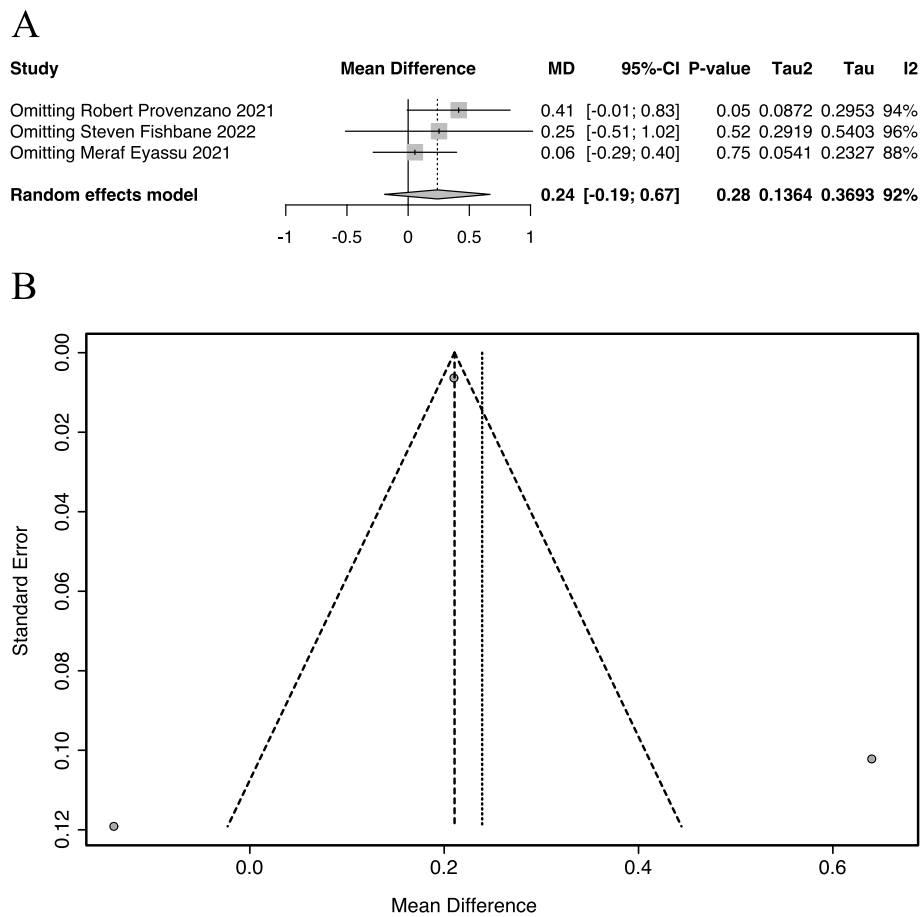 A
Study Mean Difference MD 95%-CI P-value Tau2 Tau I2
Omitting Robert Provenzano 2021 0.41 [-0.01; 0.83] 0.05 0.0872 0.2953 94%
Omitting Steven Fishbane 2022 0.25 [-0.51; 1.02] 0.52 0.2919 0.5403 96%
Omitting Meraf Eyassu 2021 0.06 [-0.29; 0.40] 0.75 0.0541 0.2327 88%
Random effects model 0.24 [-0.19; 0.67] 0.28 0.1364 0.3693 92%
-1 -0.5 0 0.5 1
B
Standard Error
0.00
0.02
0.04
0.06
0.08
0.10
0.12
0.0 0.2 0.4 0.6
Mean Difference